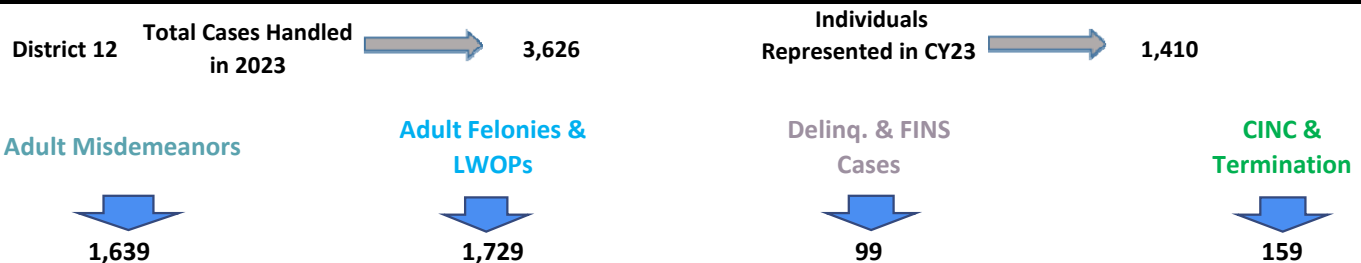 District 12
Total Cases Handled
in 2023
3,626
Individuals
Represented in CY23
1,410
Adult Misdemeanors
Adult Felonies &
LWOPs
Delinq. & FINS
Cases
CINC &
Termination
1,639
1,729
99
159